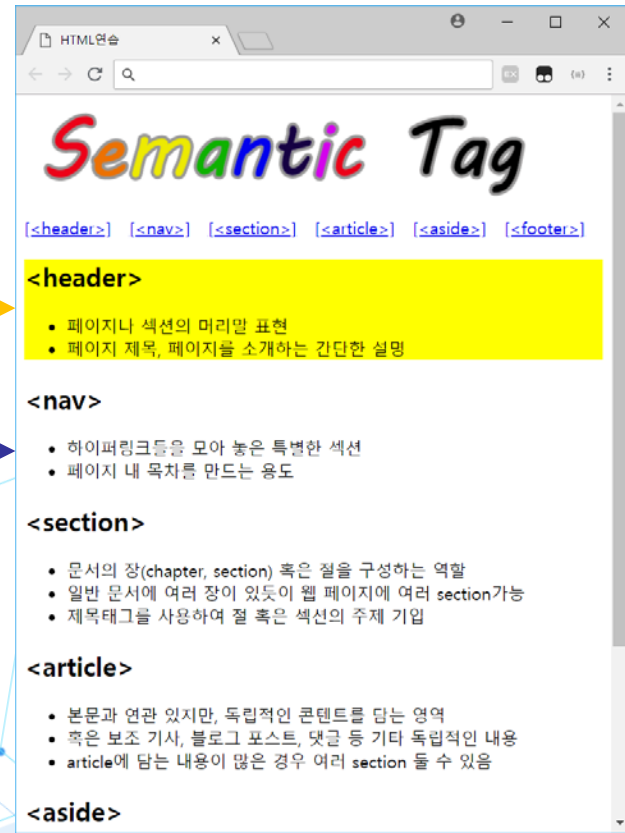 HTML연습
Semantic Tag
[<header>] [<nav>] [<section>] [<article>] [<aside>] [<footer>]
<header>
• 페이지나 섹션의 머리말 표현
• 페이지 제목, 페이지를 소개하는 간단한 설명
<nav>
• 하이퍼링크들을 모아 놓은 특별한 섹션
• 페이지 내 목차를 만드는 용도
<section>
• 문서의 장(chapter, section) 혹은 절을 구성하는 역할
• 일반 문서에 여러 장이 있듯이 웹 페이지에 여러 section가능
• 제목태그를 사용하여 절 혹은 섹션의 주제 기입
<article>
• 본문과 연관 있지만, 독립적인 콘텐트를 담는 영역
• 혹은 보조 기사, 블로그 포스트, 댓글 등 기타 독립적인 내용
• article에 담는 내용이 많은 경우 여러 section 둘 수 있음
<aside>